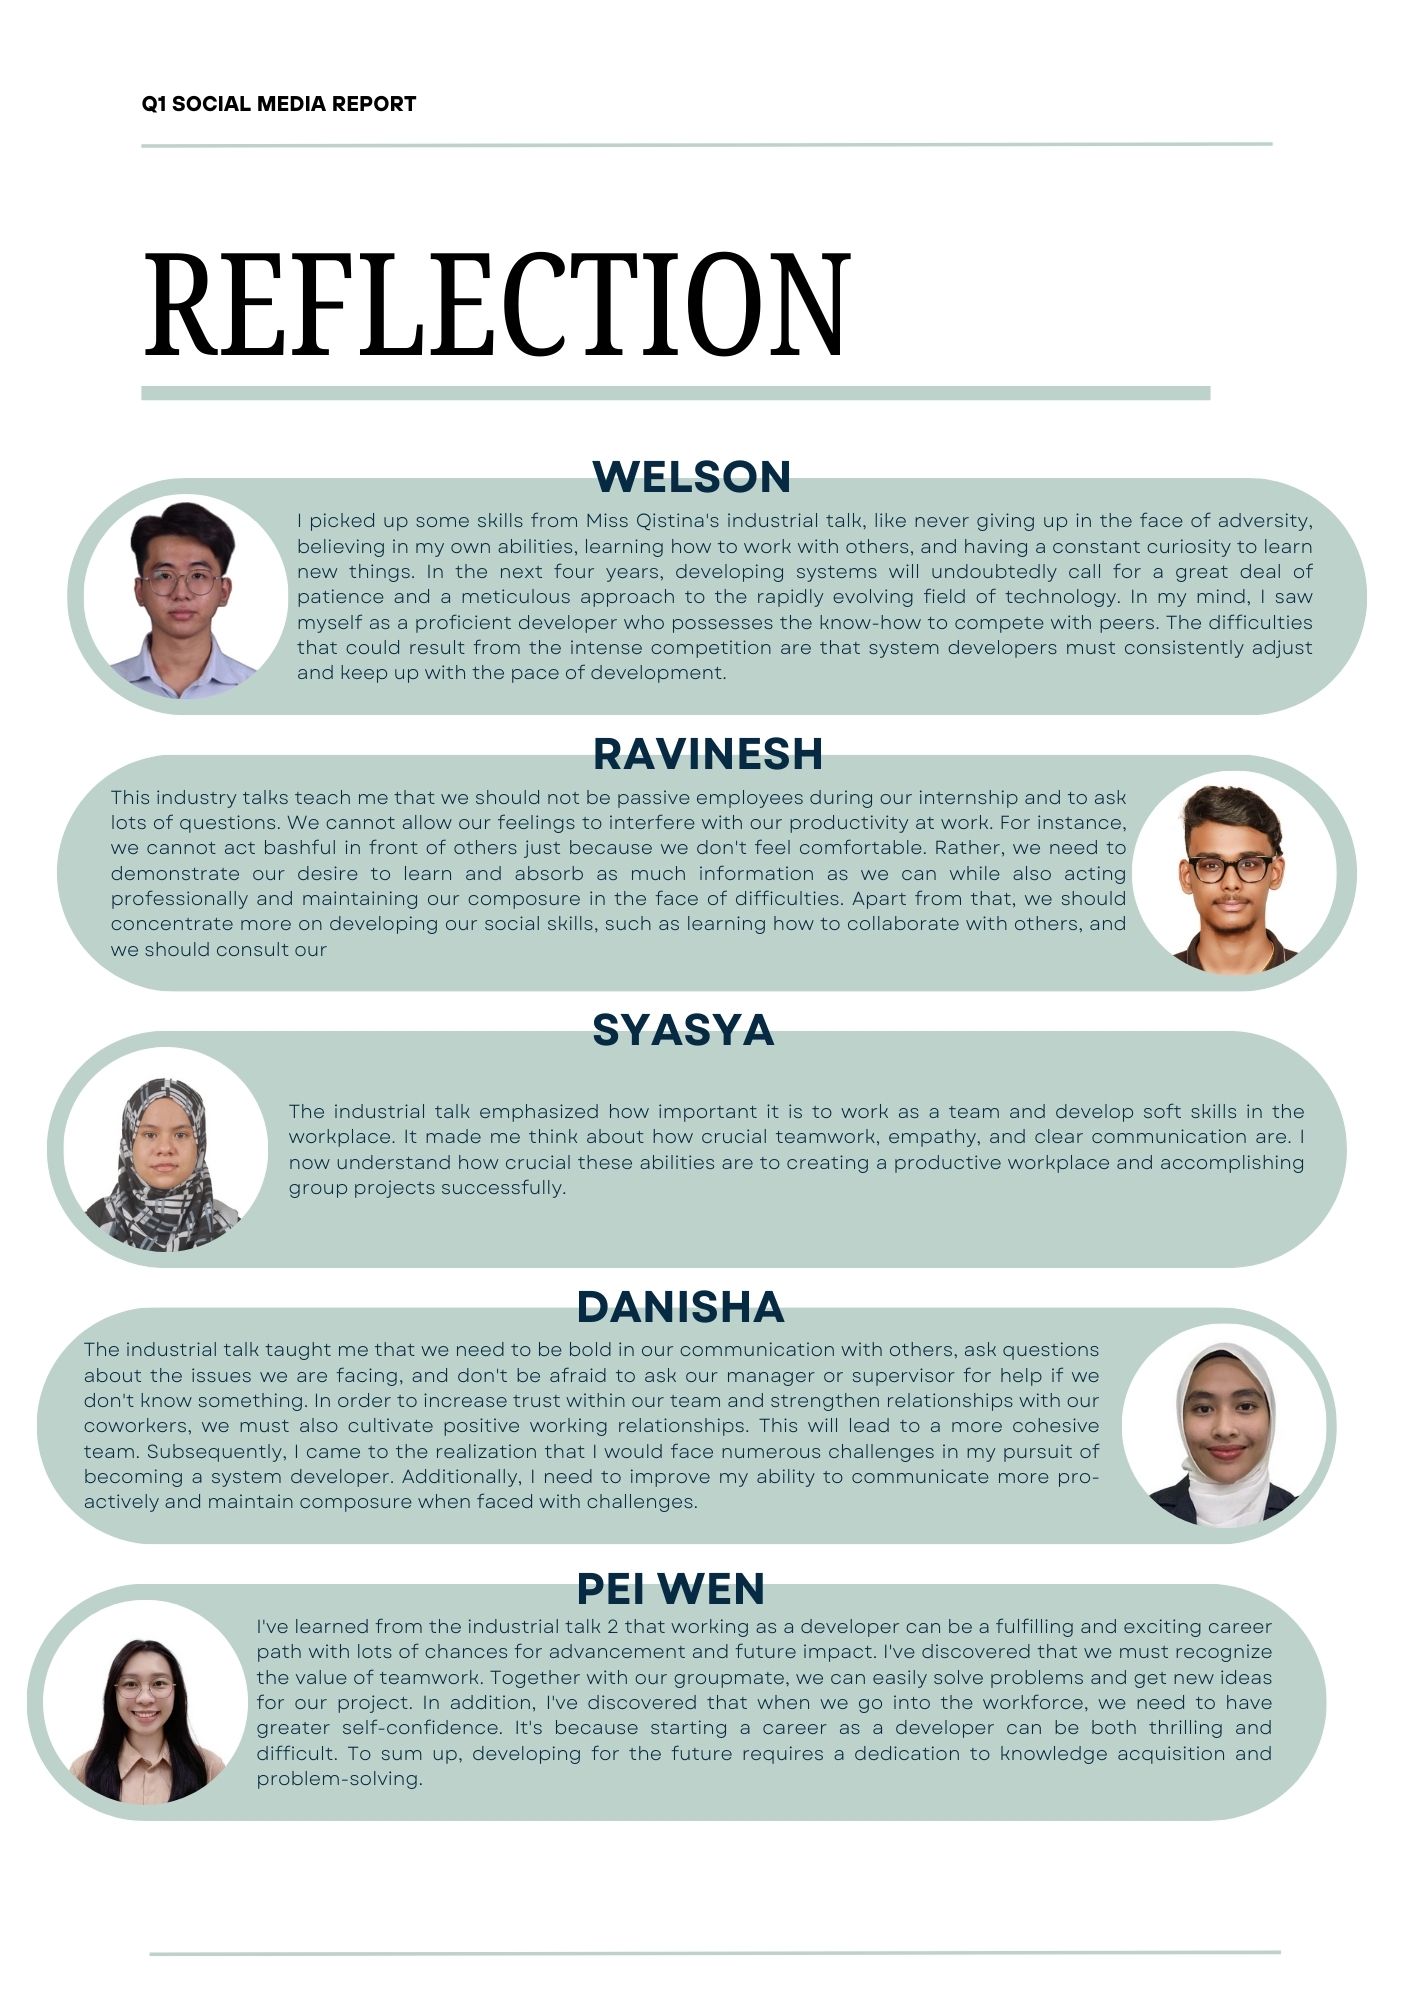 Q1 SOCIAL MEDIA REPORT
REFLECTION
WELSON
I picked up some skills from Miss Qistina's industrial talk, like never giving up in the face of adversity,
believing in my own abilities, learning how to work with others, and having a constant curiosity to learn
new things. In the next four years, developing systems will undoubtedly call for a great deal of
patience and a meticulous approach to the rapidly evolving field of technology. In my mind, I saw
myself as a proficient developer who possesses the know-how to compete with peers. The difficulties
that could result from the intense competition are that system developers must consistently adjust
and keep up with the pace of development.
RAVINESH
This industry talks teach me that we should not be passive employees during our internship and to ask
lots of questions. We cannot allow our feelings to interfere with our productivity at work. For instance,
we cannot act bashful in front of others just because we don't feel comfortable. Rather, we need to
demonstrate our desire to learn and absorb as much information as we can while also acting
professionally and maintaining our composure in the face of difficulties. Apart from that, we should
concentrate more on developing our social skills, such as learning how to collaborate with others, and
we should consult our
SYASYA
The industrial talk emphasized how important it is to work as a team and develop soft skills in the
workplace. It made me think about how crucial teamwork, empathy, and clear communication are. I
now understand how crucial these abilities are to creating a productive workplace and accomplishing
group projects successfully.
DANISHA
The industrial talk taught me that we need to be bold in our communication with others, ask questions
about the issues we are facing, and don't be afraid to ask our manager or supervisor for help if we
don't know something. In order to increase trust within our team and strengthen relationships with our
coworkers, we must also cultivate positive working relationships. This will lead to a more cohesive
team. Subsequently, I came to the realization that I would face numerous challenges in my pursuit of
becoming a system developer. Additionally, I need to improve my ability to communicate more pro-
actively and maintain composure when faced with challenges.
PEI WEN
I've learned from the industrial talk 2 that working as a developer can be a fulfilling and exciting career
path with lots of chances for advancement and future impact. I've discovered that we must recognize
the value of teamwork. Together with our groupmate, we can easily solve problems and get new ideas
for our project. In addition, I've discovered that when we go into the workforce, we need to have
greater self-confidence. It's because starting a career as a developer can be both thrilling and
difficult. To sum up, developing for the future requires a dedication to knowledge acquisition and
problem-solving.